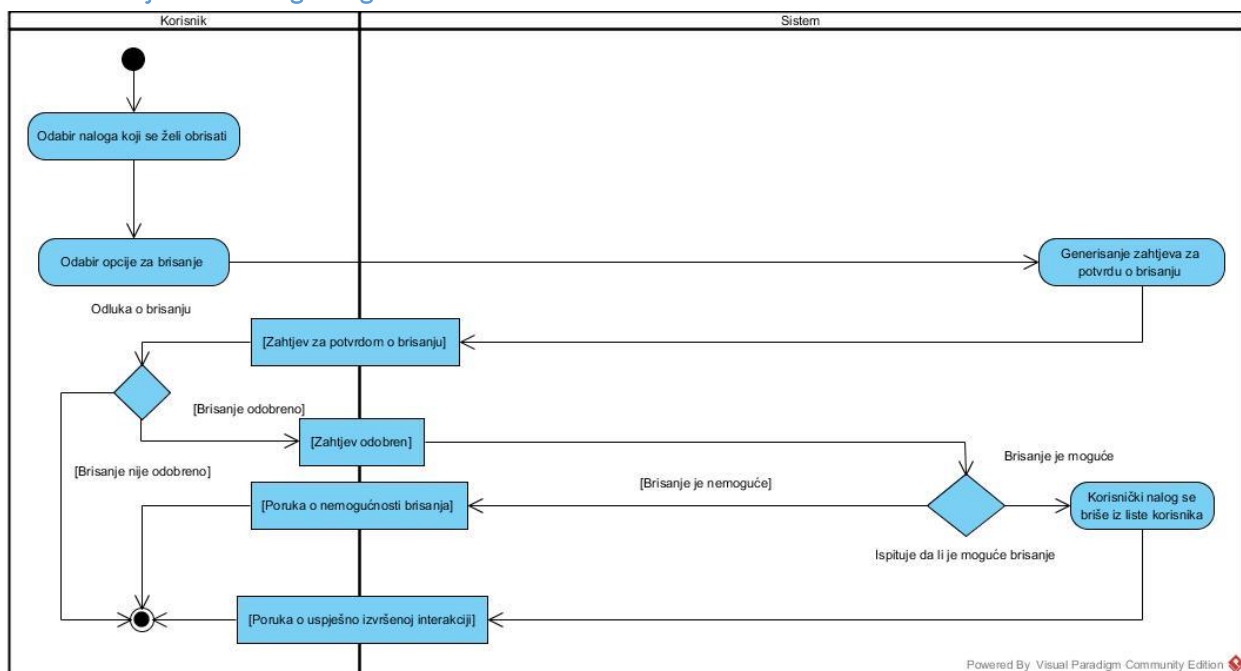 Korisnik
Sistem
Odabir naloga koji se želi obrisati
Odabir opcije za brisanje
Generisanje zahtjeva za
potvrdu o brisanju
Odluka o brisanju
[Zahtjev za potvrdom o brisanju]
[Brisanje odobreno]
[Zahtjev odobren]
Brisanje je moguće
[Brisanje nije odobreno]
[Brisanje je nemoguće]
[Poruka o nemogućnosti brisanja]
Korisnički nalog se
briše iz liste korisnika
Ispituje da li je moguće brisanje
[Poruka o uspješno izvršenoj interakciji]
Powered By Visual Paradigm Community Edition